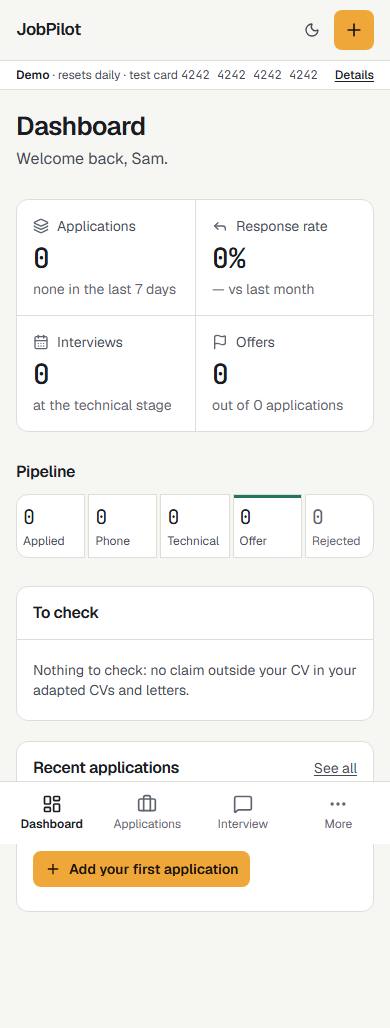 JobPilot
Demo · resets daily · test card 4242 4242 4242 4242 Details
Dashboard
Welcome back, Sam.
Applications
0
none in the last 7 days
Response rate
0%
— vs last month
Interviews
0
at the technical stage
Offers
0
out of 0 applications
Pipeline
0
Applied
0
Phone
0
Technical
0
Offer
0
Rejected
To check
Nothing to check: no claim outside your CV in your
adapted CVs and letters.
Recent applications See all
Dashboard Applications Interview More
Add your first application